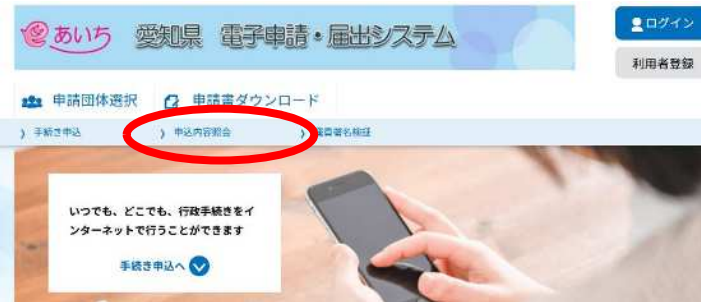 あいち 愛知県 電子申請・届出システム
ログイン
利用者登録
申請団体選択 申請書ダウンロード
手続き申込 申込内容照会 職責署名検証
いつでも、どこでも、行政手続きをイ
ンターネットで行うことができます
手続き申込へ